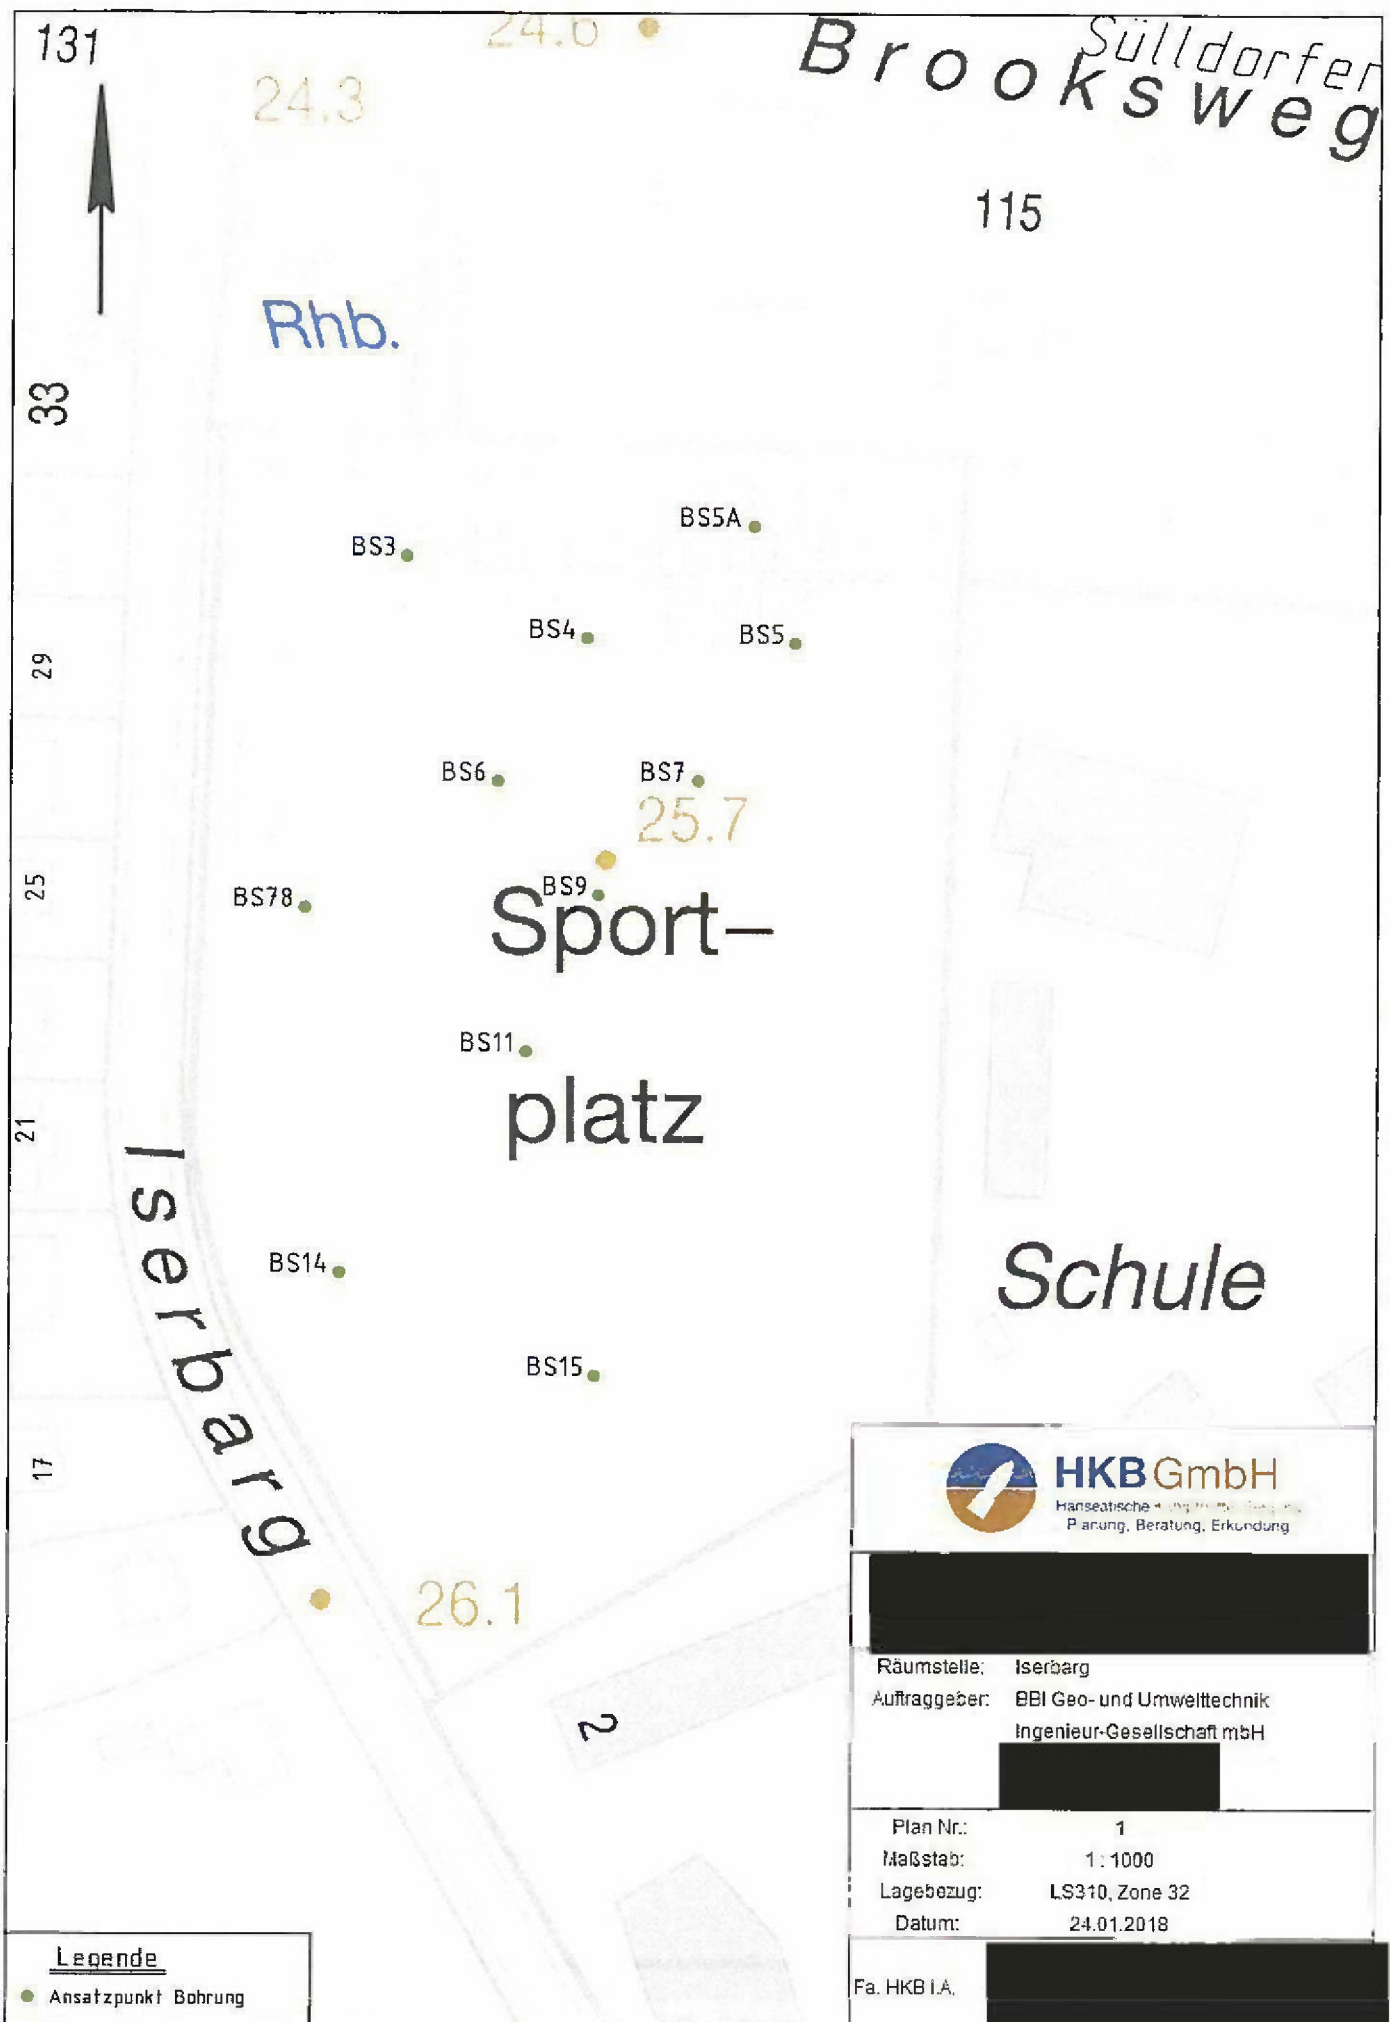 131
24.6
Sülldorfer
Brooksweg
24.3
115
Rhb.
33
BS5A
BS3
BS4
BS5
29
BS6
BS7
25.7
25
BS78
BS9
Sport–
BS11
platz
21
Iserbarg
BS14
Schule
BS15
17
26.1
2
HKB GmbH
Hanseatische
Planung, Beratung, Erkundung
Räumstelle: Iserbarg
Auftraggeber: BBI Geo- und Umwelttechnik
Ingenieur-Gesellschaft mbH
Plan Nr.: 1
Maßstab: 1 : 1000
Lagebezug: LS310, Zone 32
Datum: 24.01.2018
Fa. HKB i.A.
Legende
Ansatzpunkt Bohrung